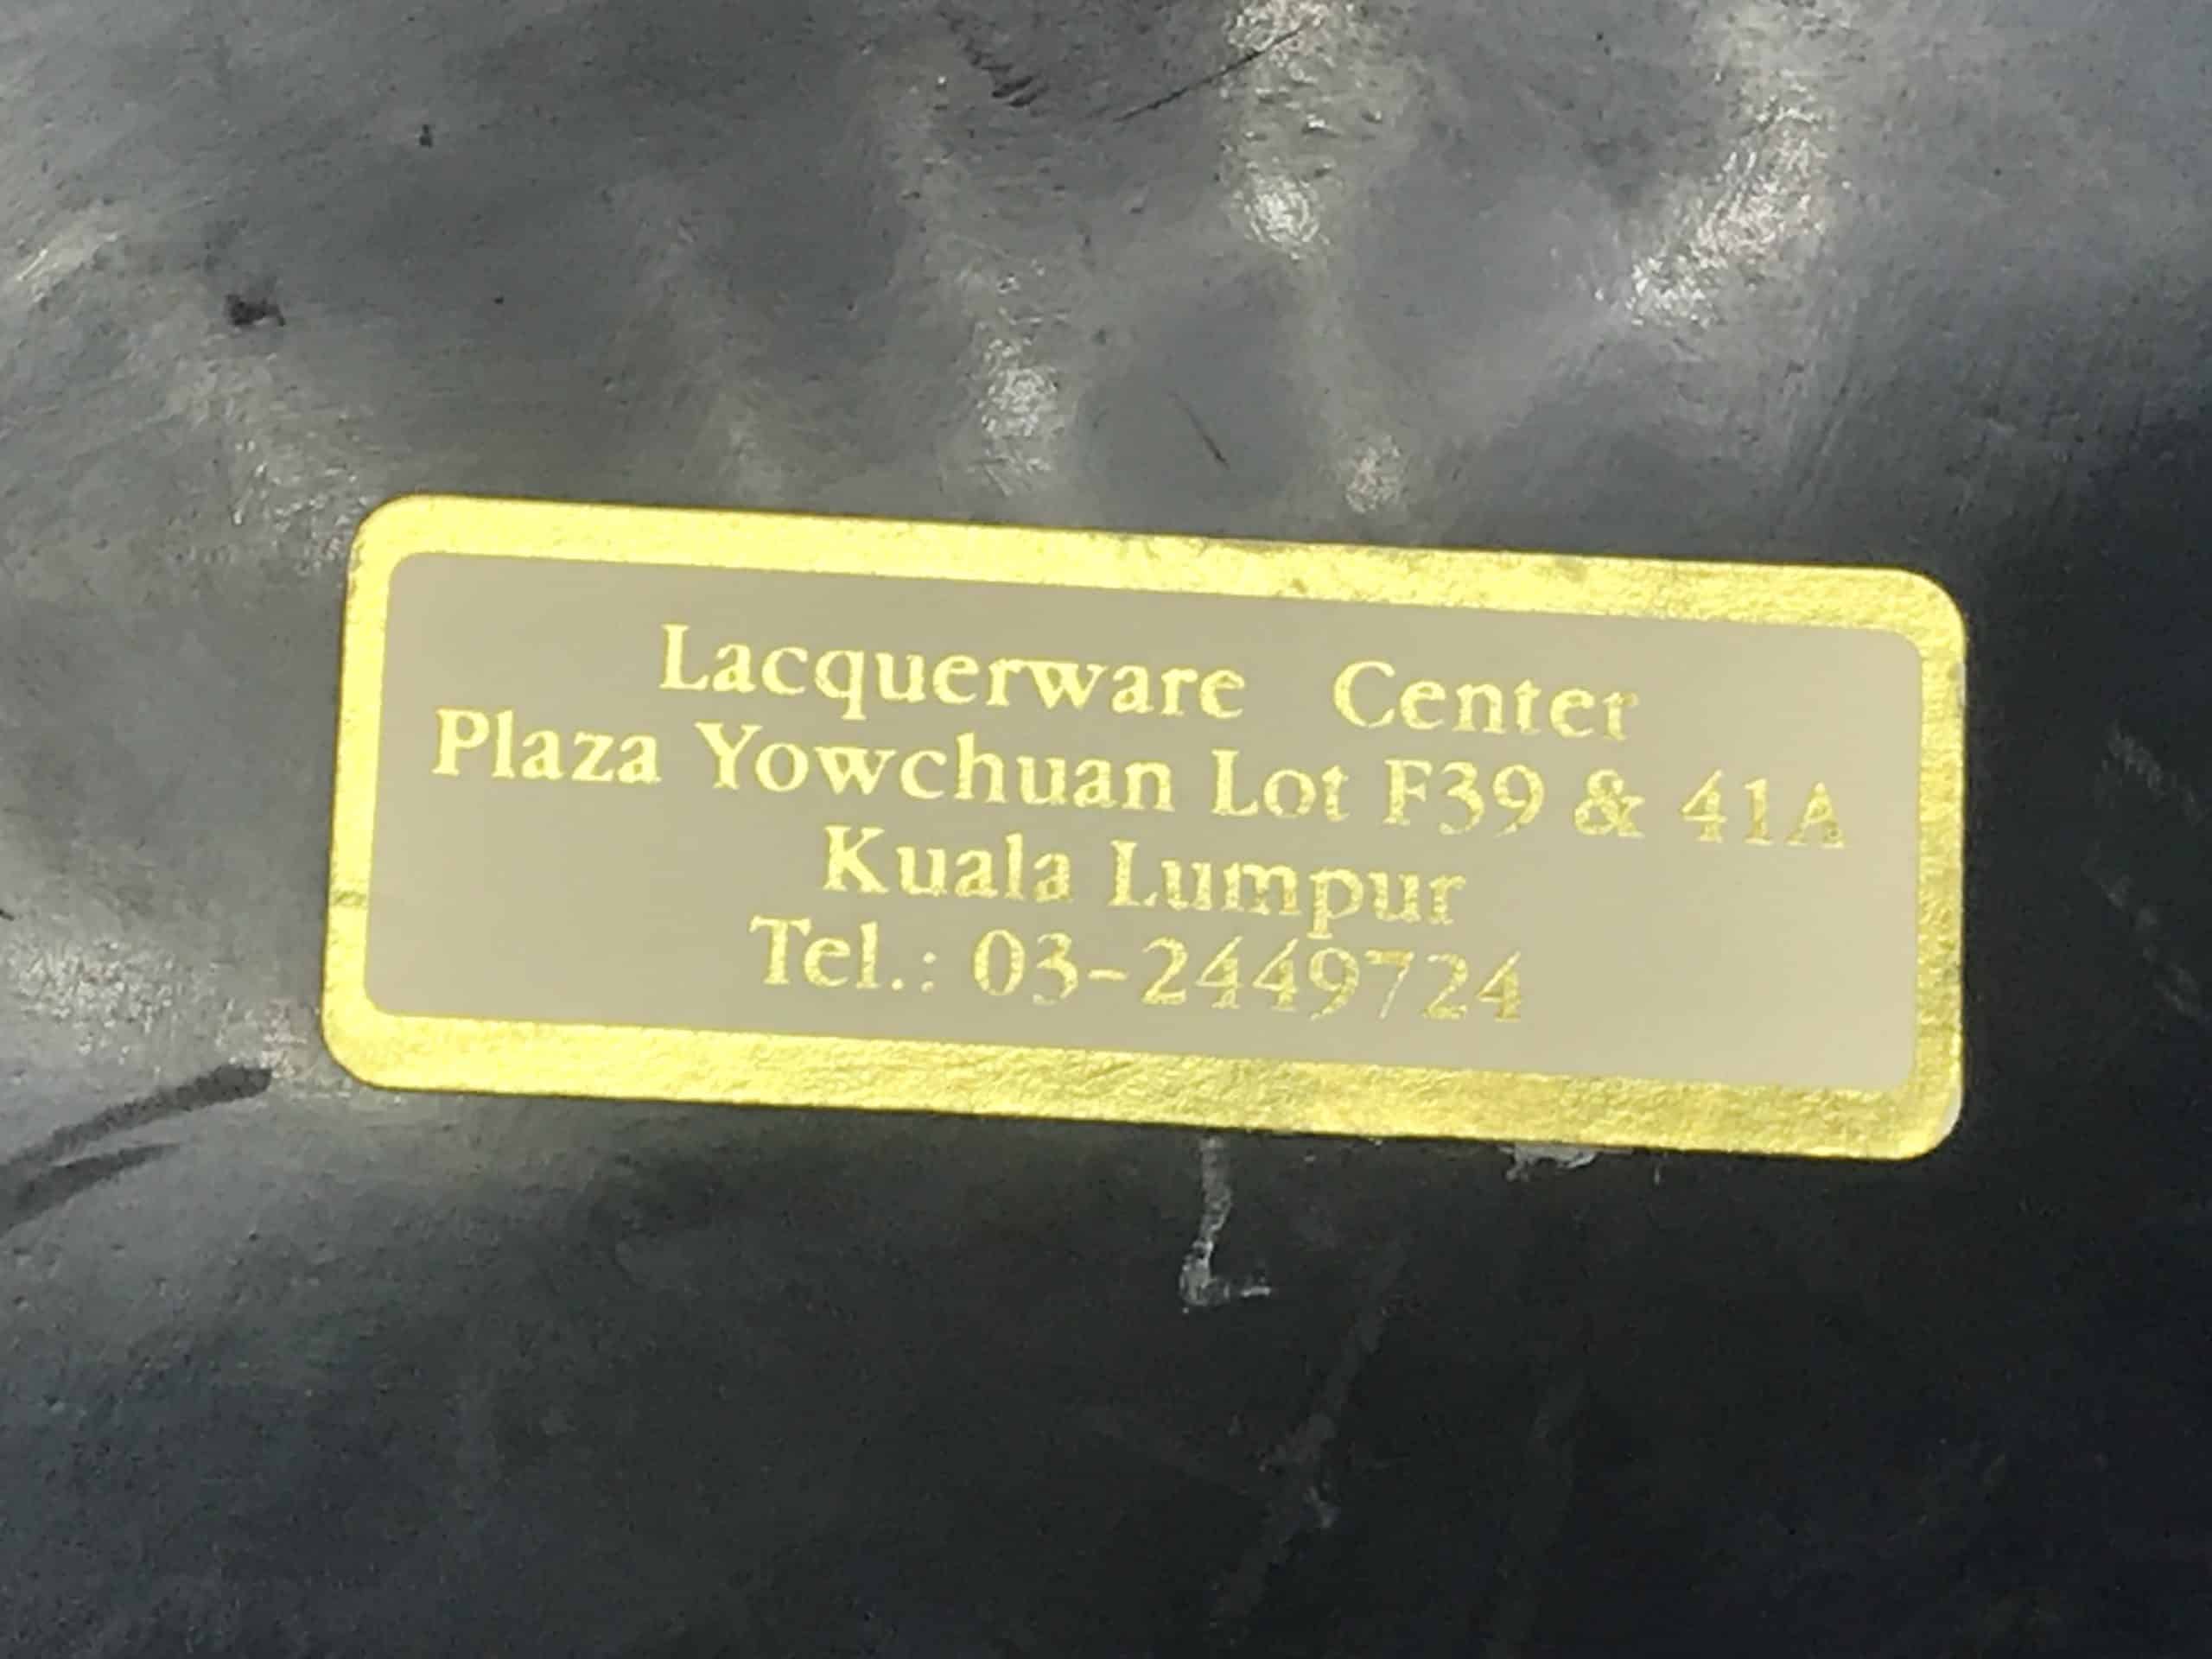 Lacquerware Center
Plaza Yowchuan Lot F39 & 41A
Kuala Lumpur
Tel.: 03-2449724